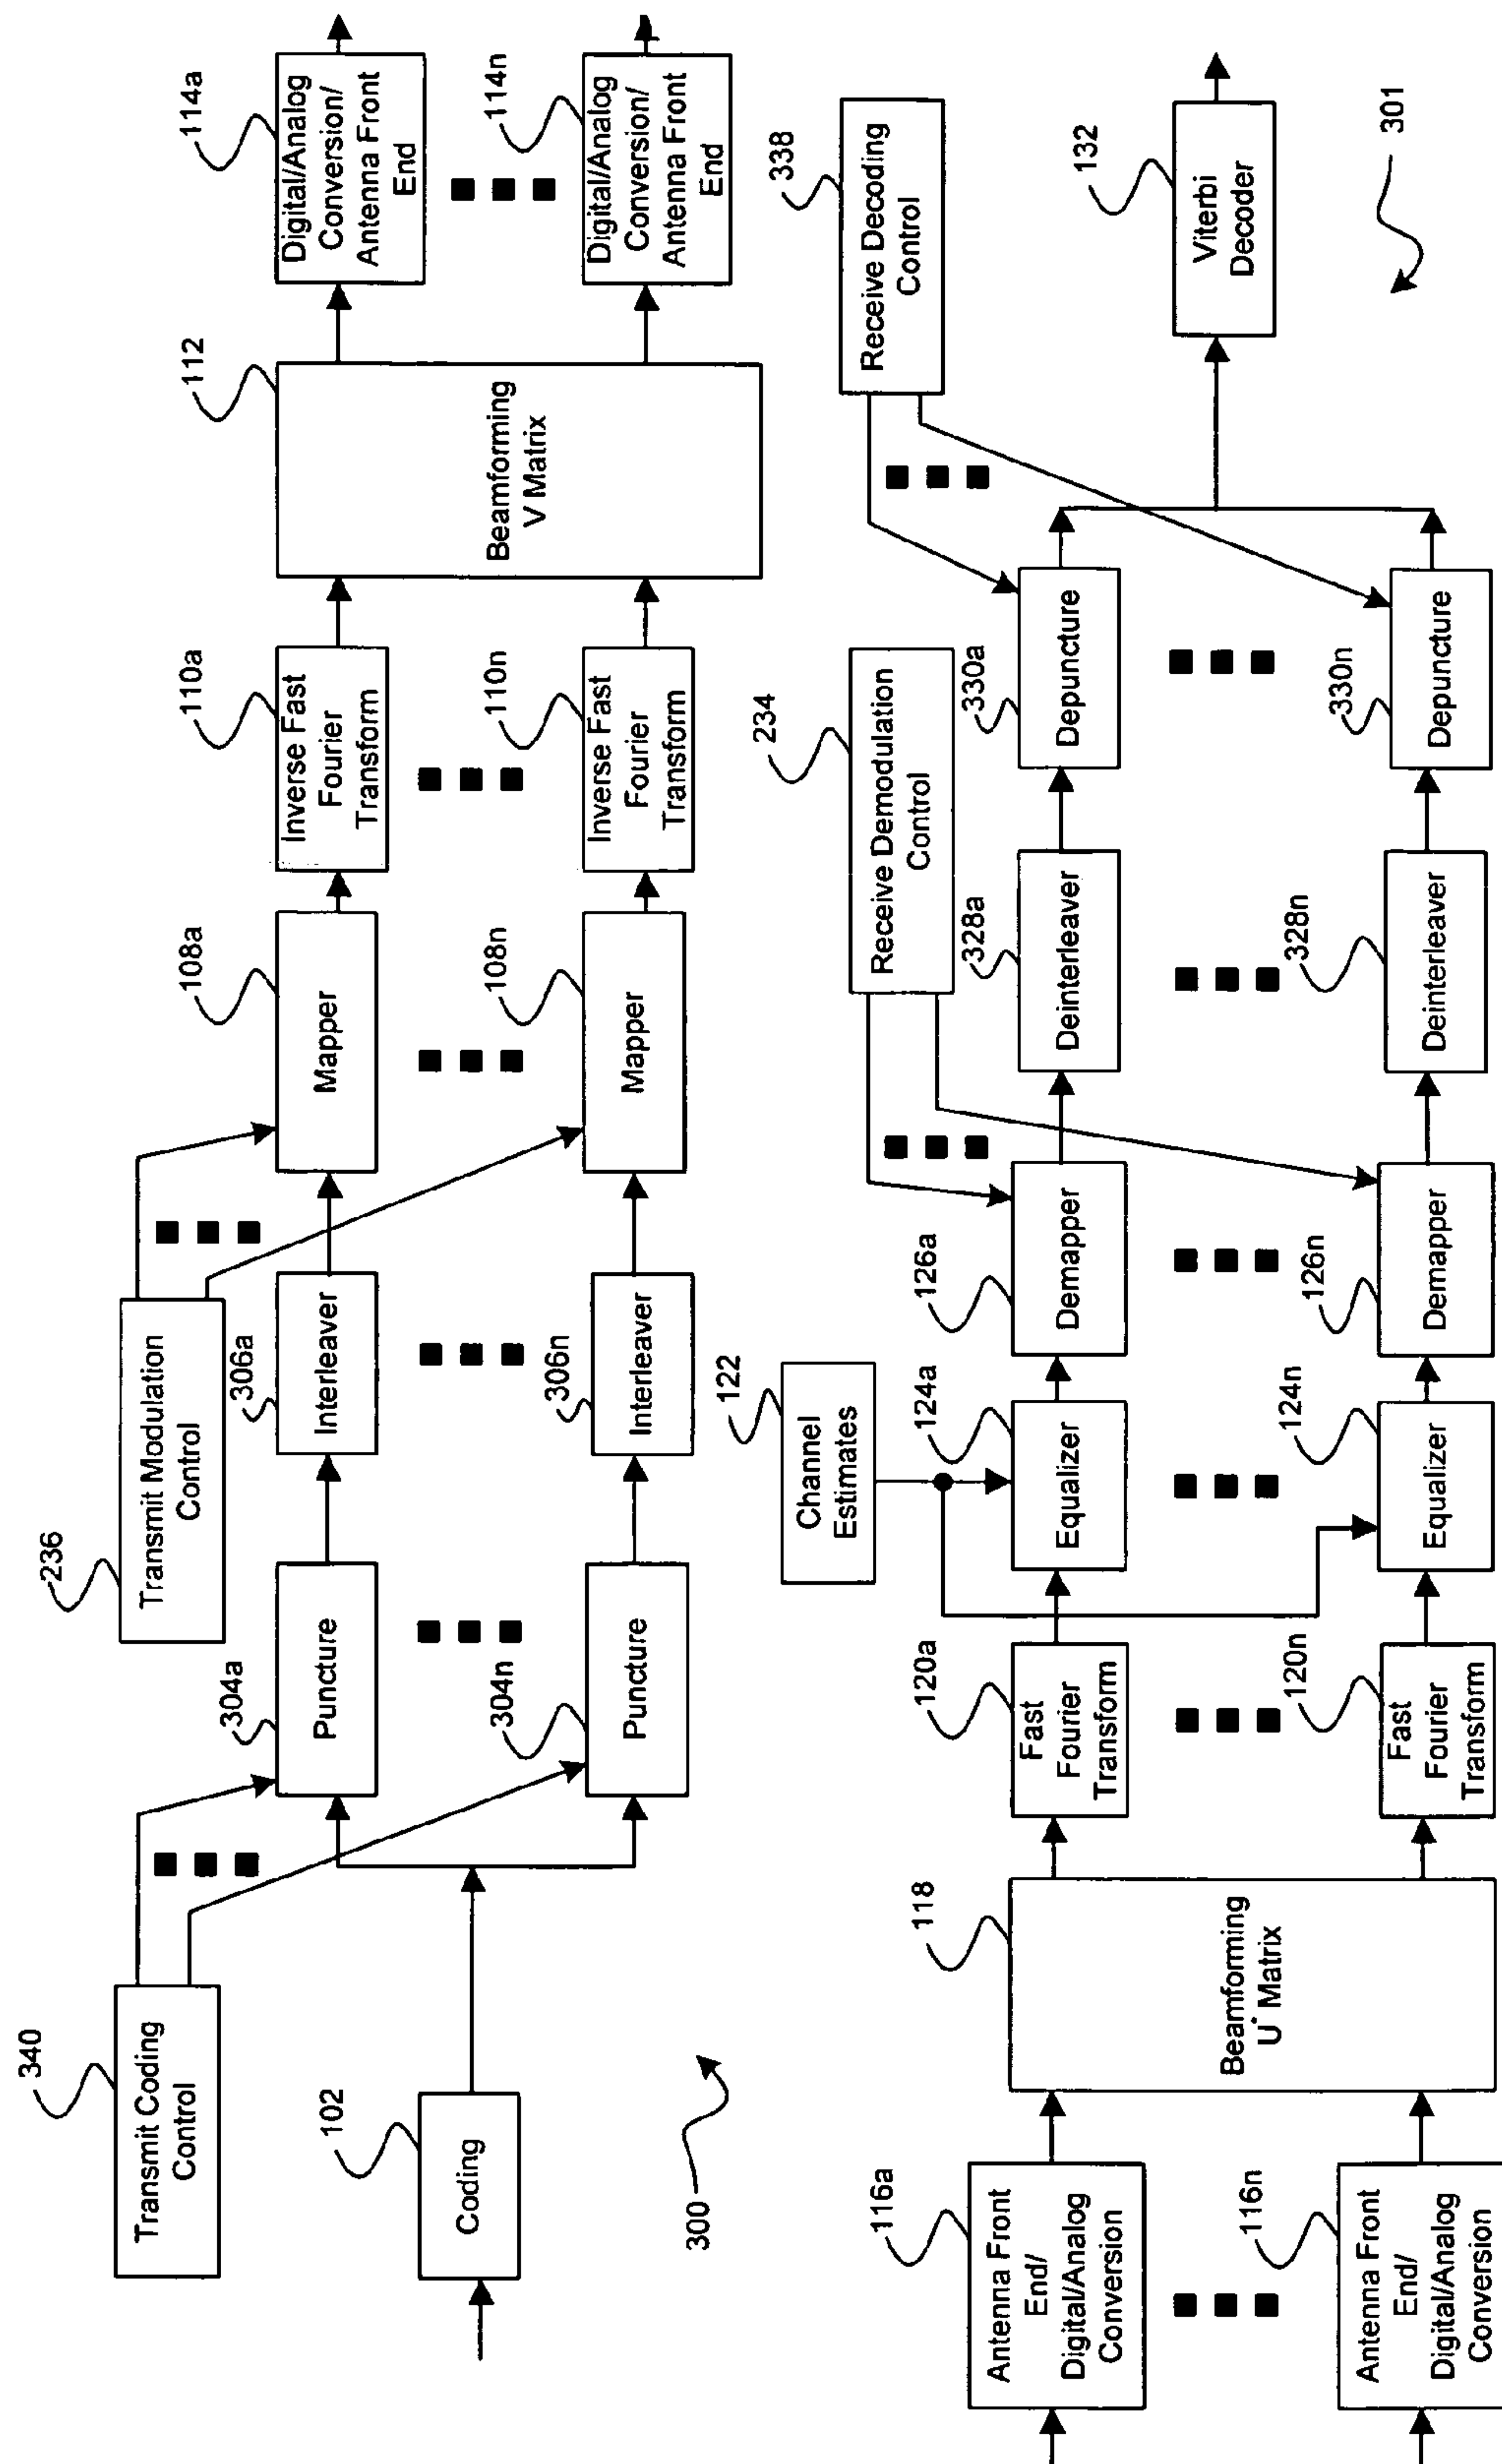 340
Transmit Coding
Control
236
Transmit Modulation
Control
102
Coding
304a
Puncture
304n
Puncture
306a
Interleaver
306n
Interleaver
108a
Mapper
108n
Mapper
110a
Inverse Fast
Fourier
Transform
110n
Inverse Fast
Fourier
Transform
112
Beamforming
V Matrix
114a
Digital/Analog
Conversion/
Antenna Front
End
114n
Digital/Analog
Conversion/
Antenna Front
End
300
116a
Antenna Front
End/
Digital/Analog
Conversion
116n
Antenna Front
End/
Digital/Analog
Conversion
118
Beamforming
U* Matrix
120a
Fast
Fourier
Transform
120n
Fast
Fourier
Transform
122
Channel
Estimates
124a
Equalizer
124n
Equalizer
126a
Demapper
126n
Demapper
234
Receive Demodulation
Control
328a
Deinterleaver
328n
Deinterleaver
330a
Depuncture
330n
Depuncture
338
Receive Decoding
Control
132
Viterbi
Decoder
301